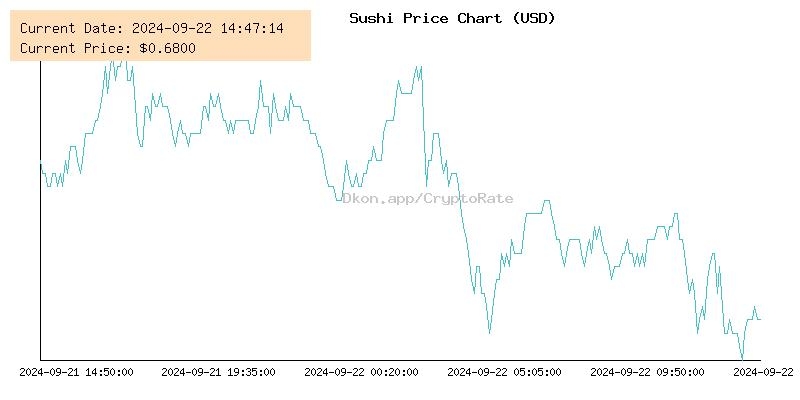 Sushi Price Chart (USD)
Current Date: 2024-09-22 14:47:14
Current Price: $0.6800
Dkon.app/CryptoRate
2024-09-21 14:50:00 2024-09-21 19:35:00 2024-09-22 00:20:00 2024-09-22 05:05:00 2024-09-22 09:50:00 2024-09-22